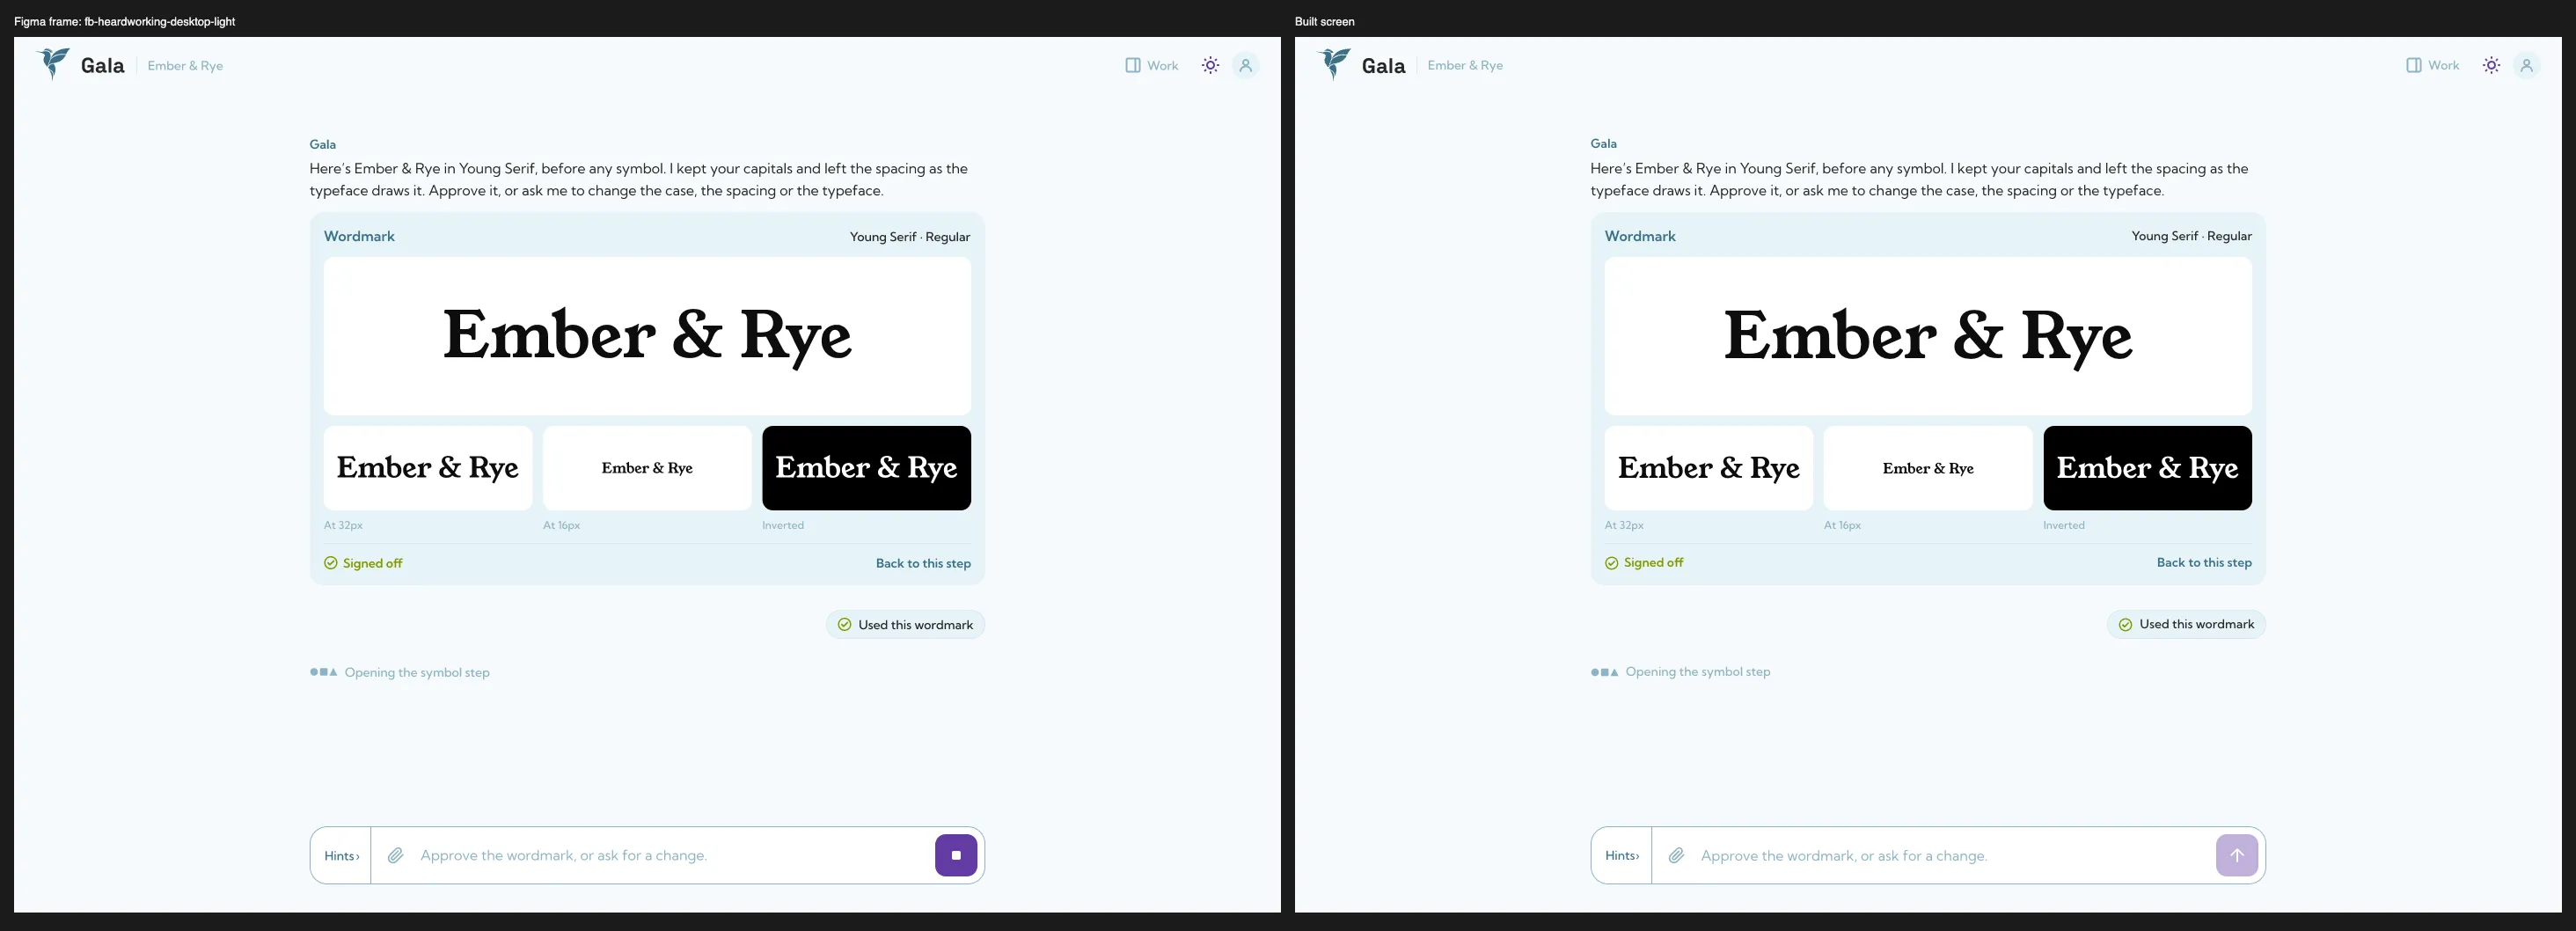 Figma frame: fb-heardworking-desktop-light
Gala
Ember & Rye
Work
Gala
Here's Ember & Rye in Young Serif, before any symbol. I kept your capitals and left the spacing as the
typeface draws it. Approve it, or ask me to change the case, the spacing or the typeface.
Wordmark
Young Serif · Regular
Ember & Rye
Ember & Rye
Ember & Rye
Ember & Rye
At 32px
At 16px
Inverted
Signed off
Back to this step
Used this wordmark
Opening the symbol step
Hints›
Approve the wordmark, or ask for a change.
Built screen
Gala
Ember & Rye
Work
Gala
Here's Ember & Rye in Young Serif, before any symbol. I kept your capitals and left the spacing as the
typeface draws it. Approve it, or ask me to change the case, the spacing or the typeface.
Wordmark
Young Serif · Regular
Ember & Rye
Ember & Rye
Ember & Rye
Ember & Rye
At 32px
At 16px
Inverted
Signed off
Back to this step
Used this wordmark
Opening the symbol step
Hints›
Approve the wordmark, or ask for a change.